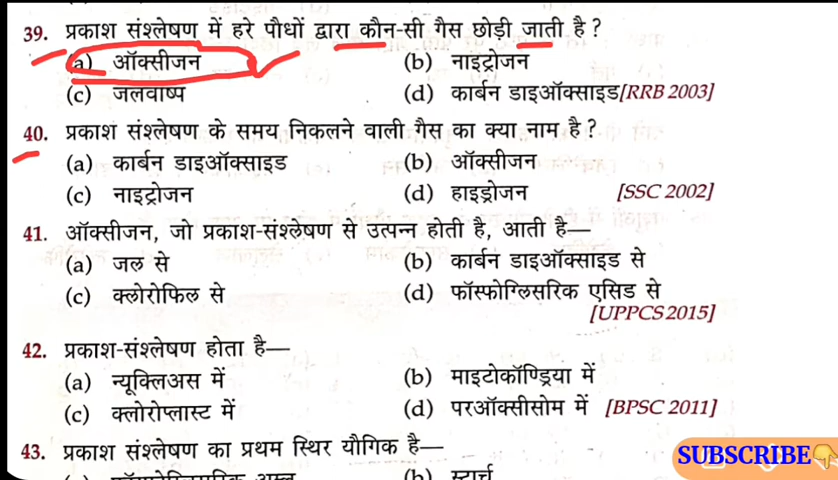 39. प्रकाश संश्लेषण में हरे पौधों द्वारा कौन-सी गैस छोड़ी जाती है ?
(a) ऑक्सीजन (b) नाइट्रोजन
(c) जलवाष्प (d) कार्बन डाइऑक्साइड[RRB 2003]
40. प्रकाश संश्लेषण के समय निकलने वाली गैस का क्या नाम है ?
(a) कार्बन डाइऑक्साइड (b) ऑक्सीजन
(c) नाइट्रोजन (d) हाइड्रोजन [SSC 2002]
41. ऑक्सीजन, जो प्रकाश-संश्लेषण से उत्पन्न होती है, आती है—
(a) जल से (b) कार्बन डाइऑक्साइड से
(c) क्लोरोफिल से (d) फॉस्फोग्लिसरिक एसिड से
[UPPCS 2015]
42. प्रकाश-संश्लेषण होता है—
(a) न्यूक्लिअस में (b) माइटोकॉण्ड्रिया में
(c) क्लोरोप्लास्ट में (d) परऑक्सीसोम में [BPSC 2011]
43. प्रकाश संश्लेषण का प्रथम स्थिर यौगिक है—
(b) स्टार्च
SUBSCRIBE